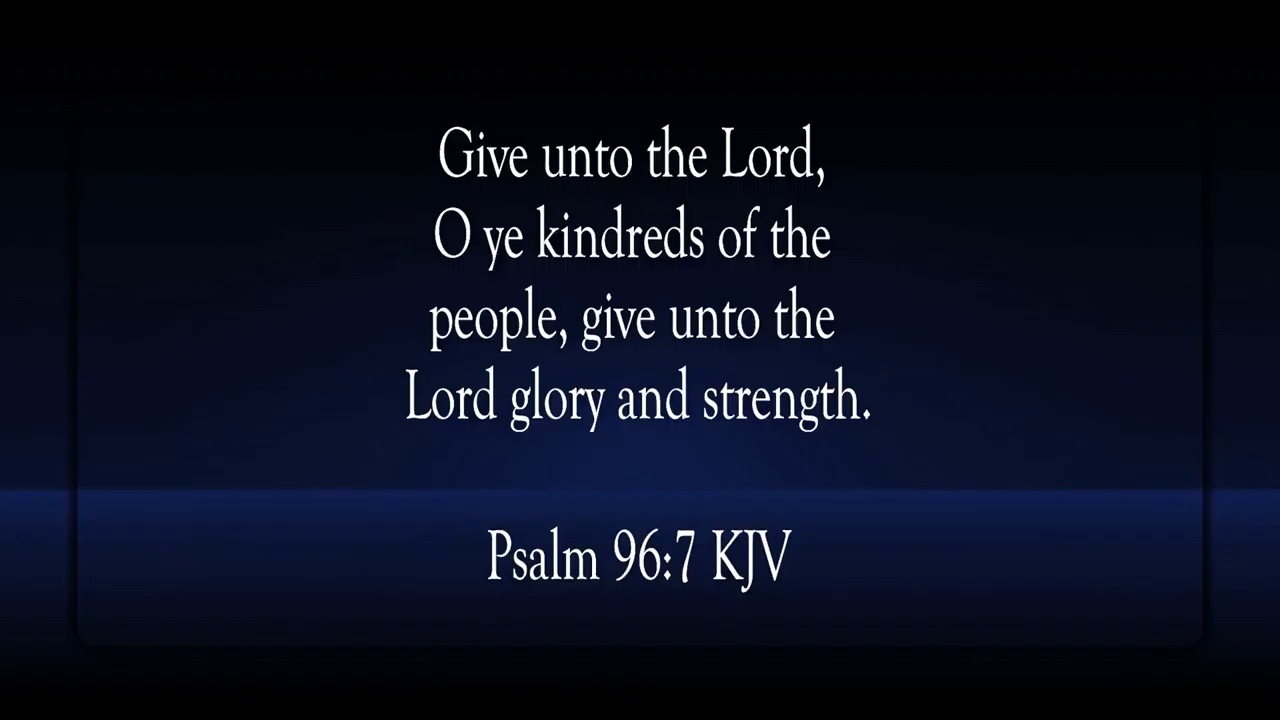 Give unto the Lord,
O ye kindreds of the
people, give unto the
Lord glory and strength.
Psalm 96:7 KJV